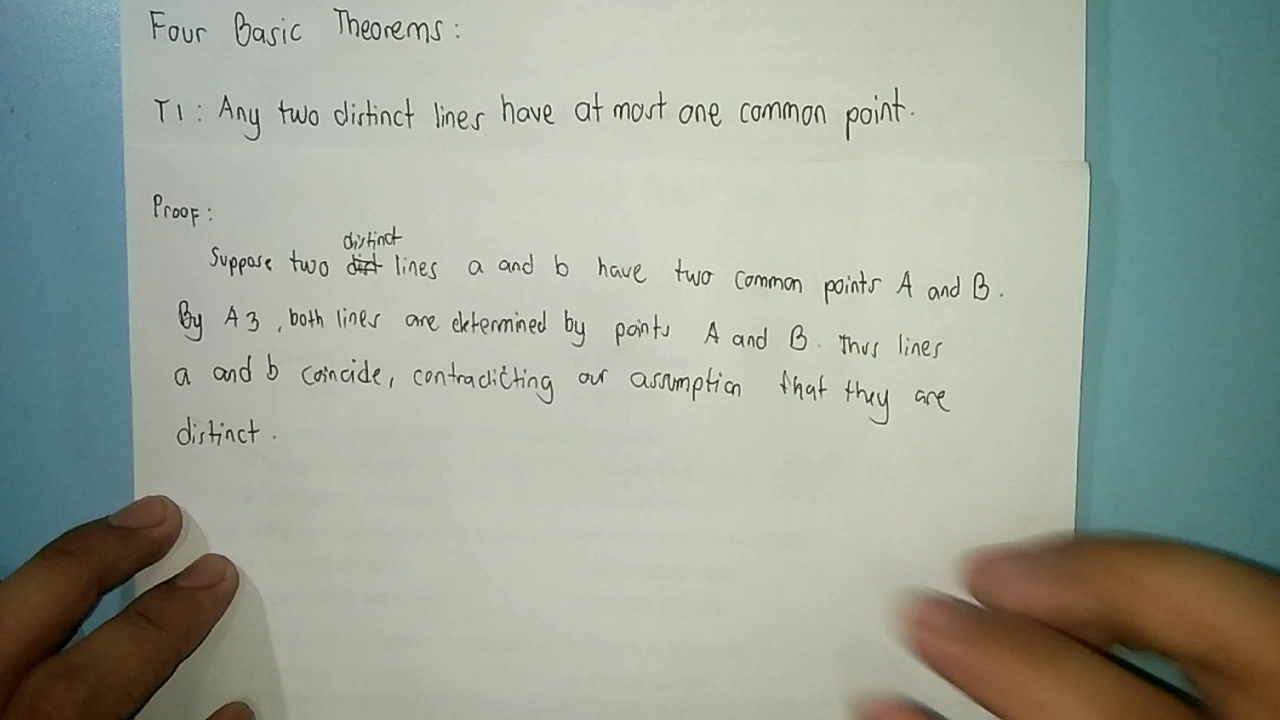 Four Basic Theorems :
T1 : Any two distinct lines have at most one common point.
Proof :
Suppose two distinct lines a and b have two common points A and B.
By A3, both lines are determined by points A and B. Thus lines
a and b coincide, contradicting our assumption that they are
distinct.